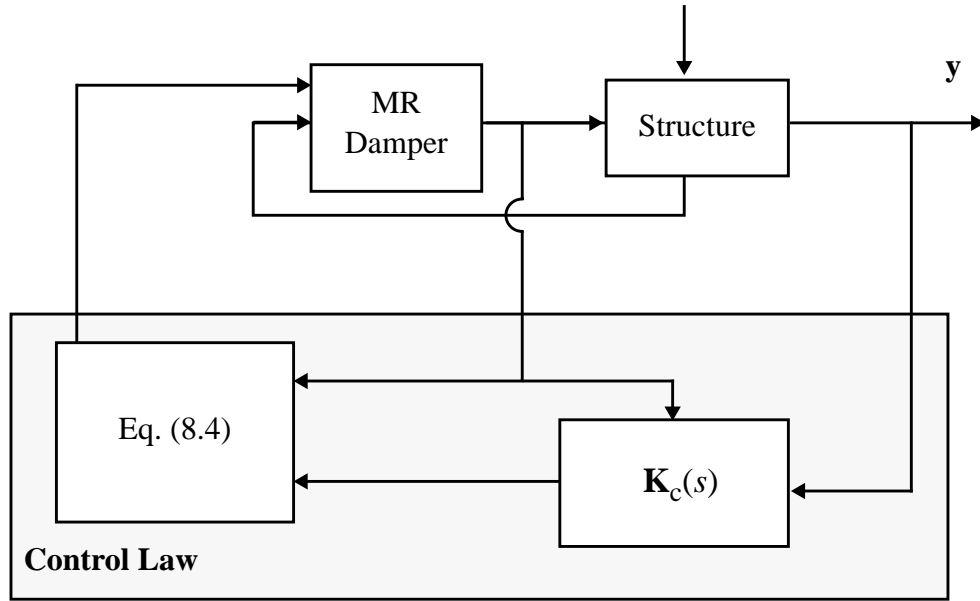 y
MR
Damper
Structure
Eq. (8.4)
K_c(s)
Control Law